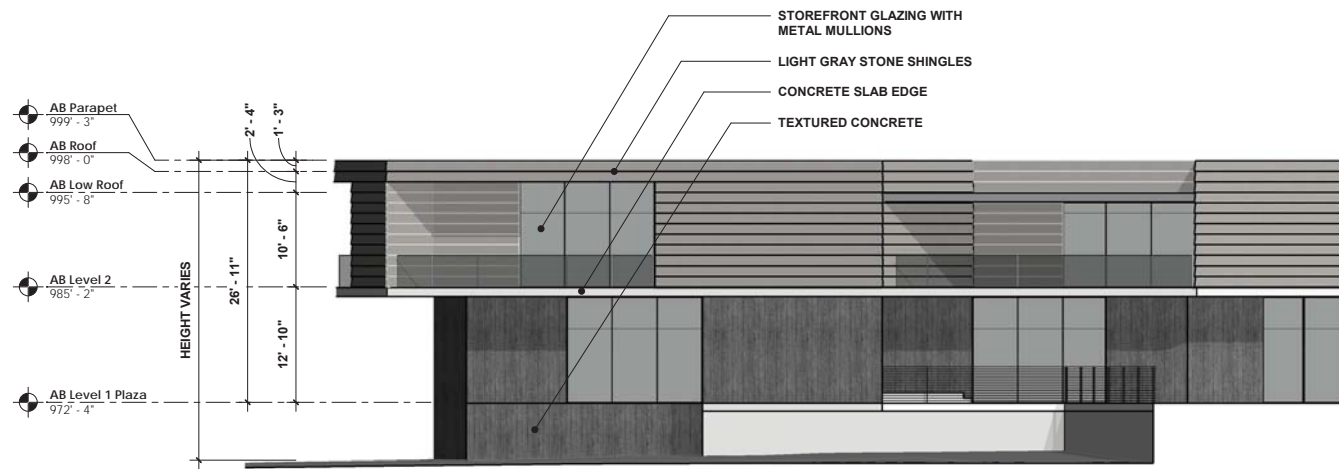 STOREFRONT GLAZING WITH
METAL MULLIONS
LIGHT GRAY STONE SHINGLES
CONCRETE SLAB EDGE
TEXTURED CONCRETE
AB Parapet
999' - 3"
AB Roof
998' - 0"
AB Low Roof
995' - 8"
AB Level 2
985' - 2"
AB Level 1 Plaza
972' - 4"
HEIGHT VARIES
26' - 11"
2' - 4"
1' - 3"
10' - 6"
12' - 10"